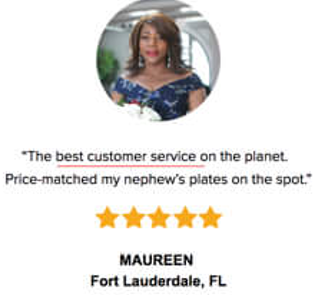 “The best customer service on the planet.
Price-matched my nephew’s plates on the spot.”
MAUREEN
Fort Lauderdale, FL